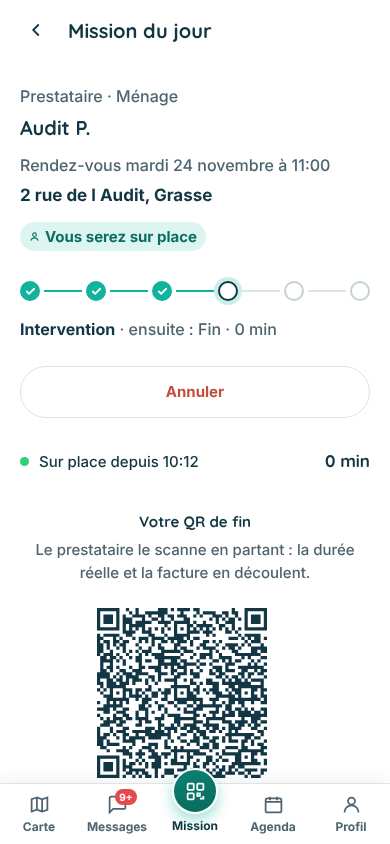 Mission du jour
Prestataire · Ménage
Audit P.
Rendez-vous mardi 24 novembre à 11:00
2 rue de l Audit, Grasse
Vous serez sur place
Intervention · ensuite : Fin · 0 min
Annuler
Sur place depuis 10:12 0 min
Votre QR de fin
Le prestataire le scanne en partant : la durée
réelle et la facture en découlent.
9+
Carte Messages Mission Agenda Profil